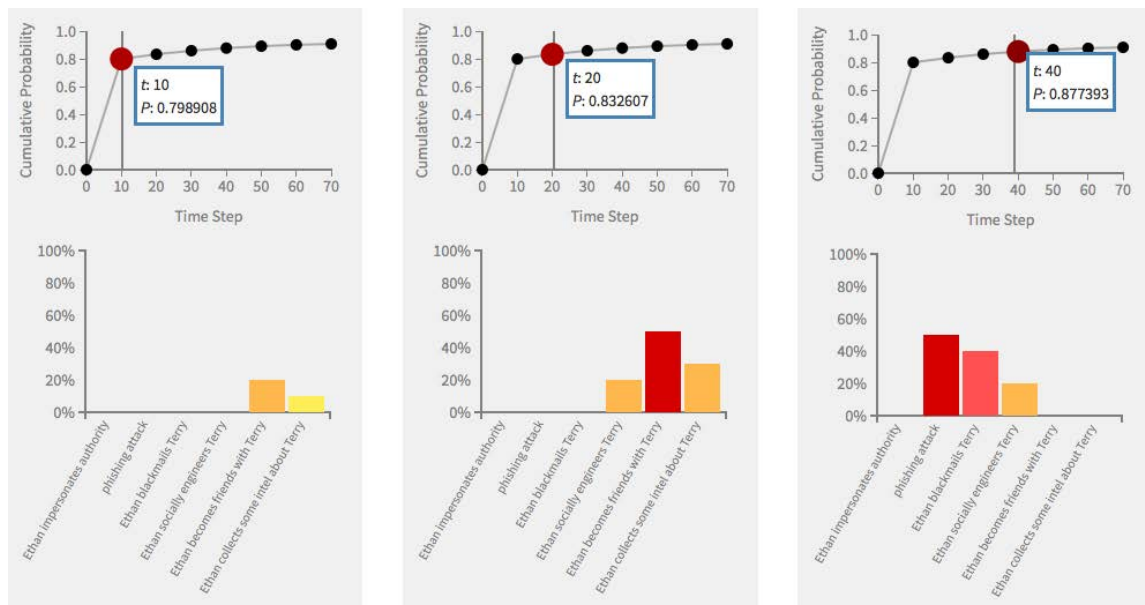 Cumulative Probability
1.0
0.8
0.6
0.4
0.2
0.0
t: 10
P: 0.798908
0 10 20 30 40 50 60 70
Time Step
100%
80%
60%
40%
20%
0%
Ethan impersonates authority
phishing attack
Ethan blackmails Terry
Ethan socially engineers Terry
Ethan becomes friends with Terry
Ethan collects some intel about Terry
Cumulative Probability
1.0
0.8
0.6
0.4
0.2
0.0
t: 20
P: 0.832607
0 10 20 30 40 50 60 70
Time Step
100%
80%
60%
40%
20%
0%
Ethan impersonates authority
phishing attack
Ethan blackmails Terry
Ethan socially engineers Terry
Ethan becomes friends with Terry
Ethan collects some intel about Terry
Cumulative Probability
1.0
0.8
0.6
0.4
0.2
0.0
t: 40
P: 0.877393
0 10 20 30 40 50 60 70
Time Step
100%
80%
60%
40%
20%
0%
Ethan impersonates authority
phishing attack
Ethan blackmails Terry
Ethan socially engineers Terry
Ethan becomes friends with Terry
Ethan collects some intel about Terry